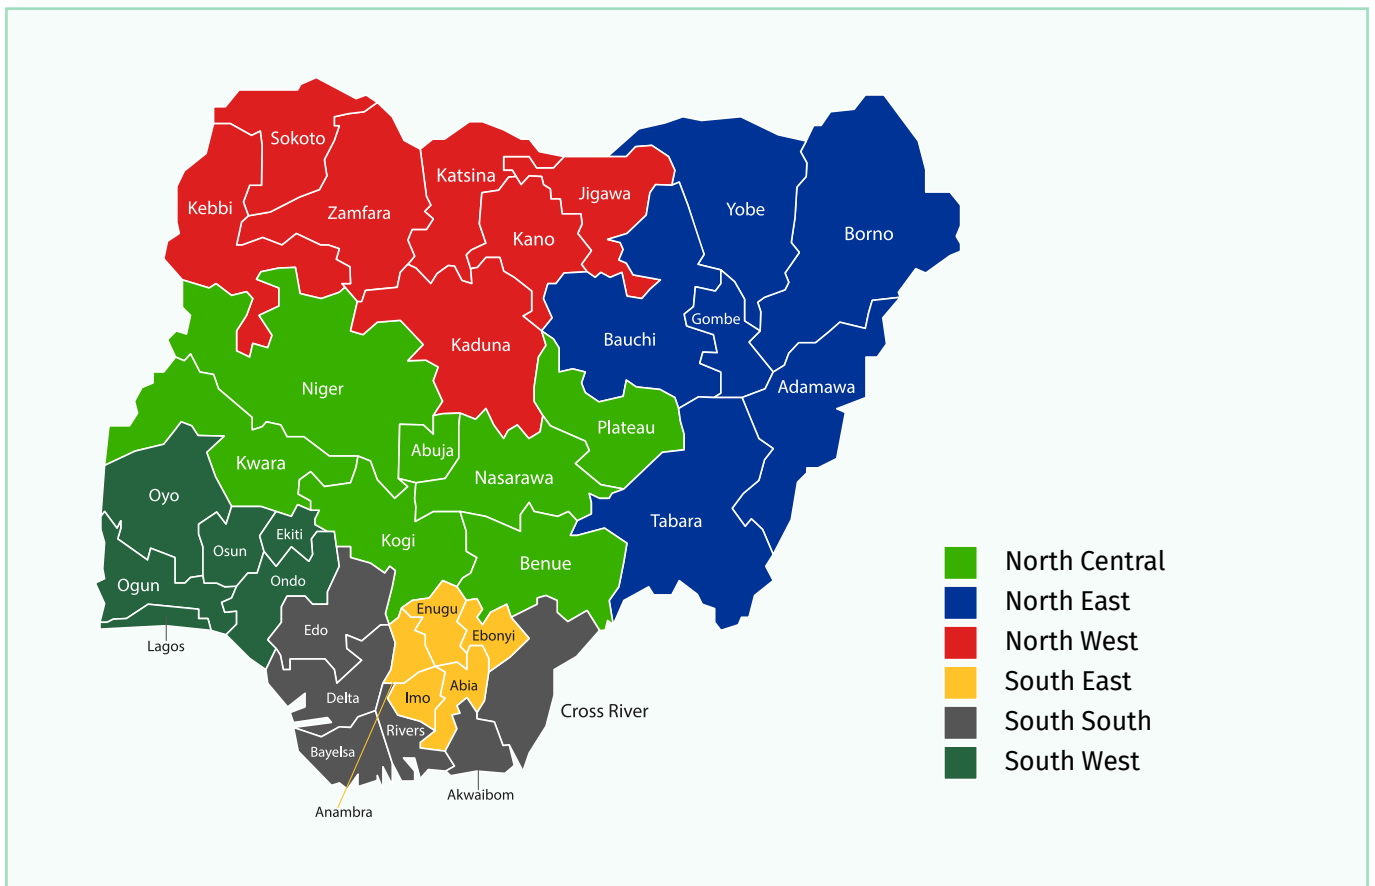 Sokoto
Kebbi
Zamfara
Katsina
Kano
Jigawa
Yobe
Borno
Kaduna
Bauchi
Gombe
Adamawa
Niger
Plateau
Abuja
Kwara
Nasarawa
Oyo
Tabara
Osun
Ekiti
Kogi
Benue
Ogun
Ondo
Lagos
Edo
Enugu
Ebonyi
Delta
Imo
Abia
Cross River
Rivers
Bayelsa
Akwaibom
Anambra
North Central
North East
North West
South East
South South
South West